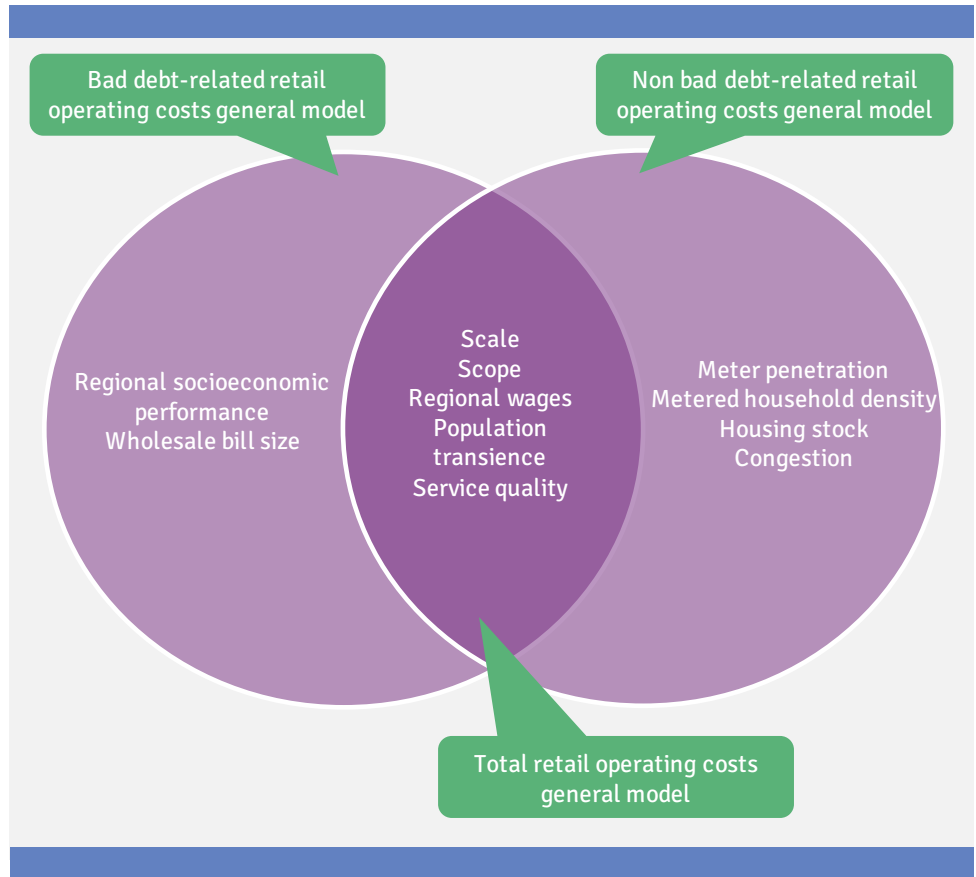 Bad debt-related retail
operating costs general model
Non bad debt-related retail
operating costs general model
Regional socioeconomic
performance
Wholesale bill size
Scale
Scope
Regional wages
Population
transience
Service quality
Meter penetration
Metered household density
Housing stock
Congestion
Total retail operating costs
general model